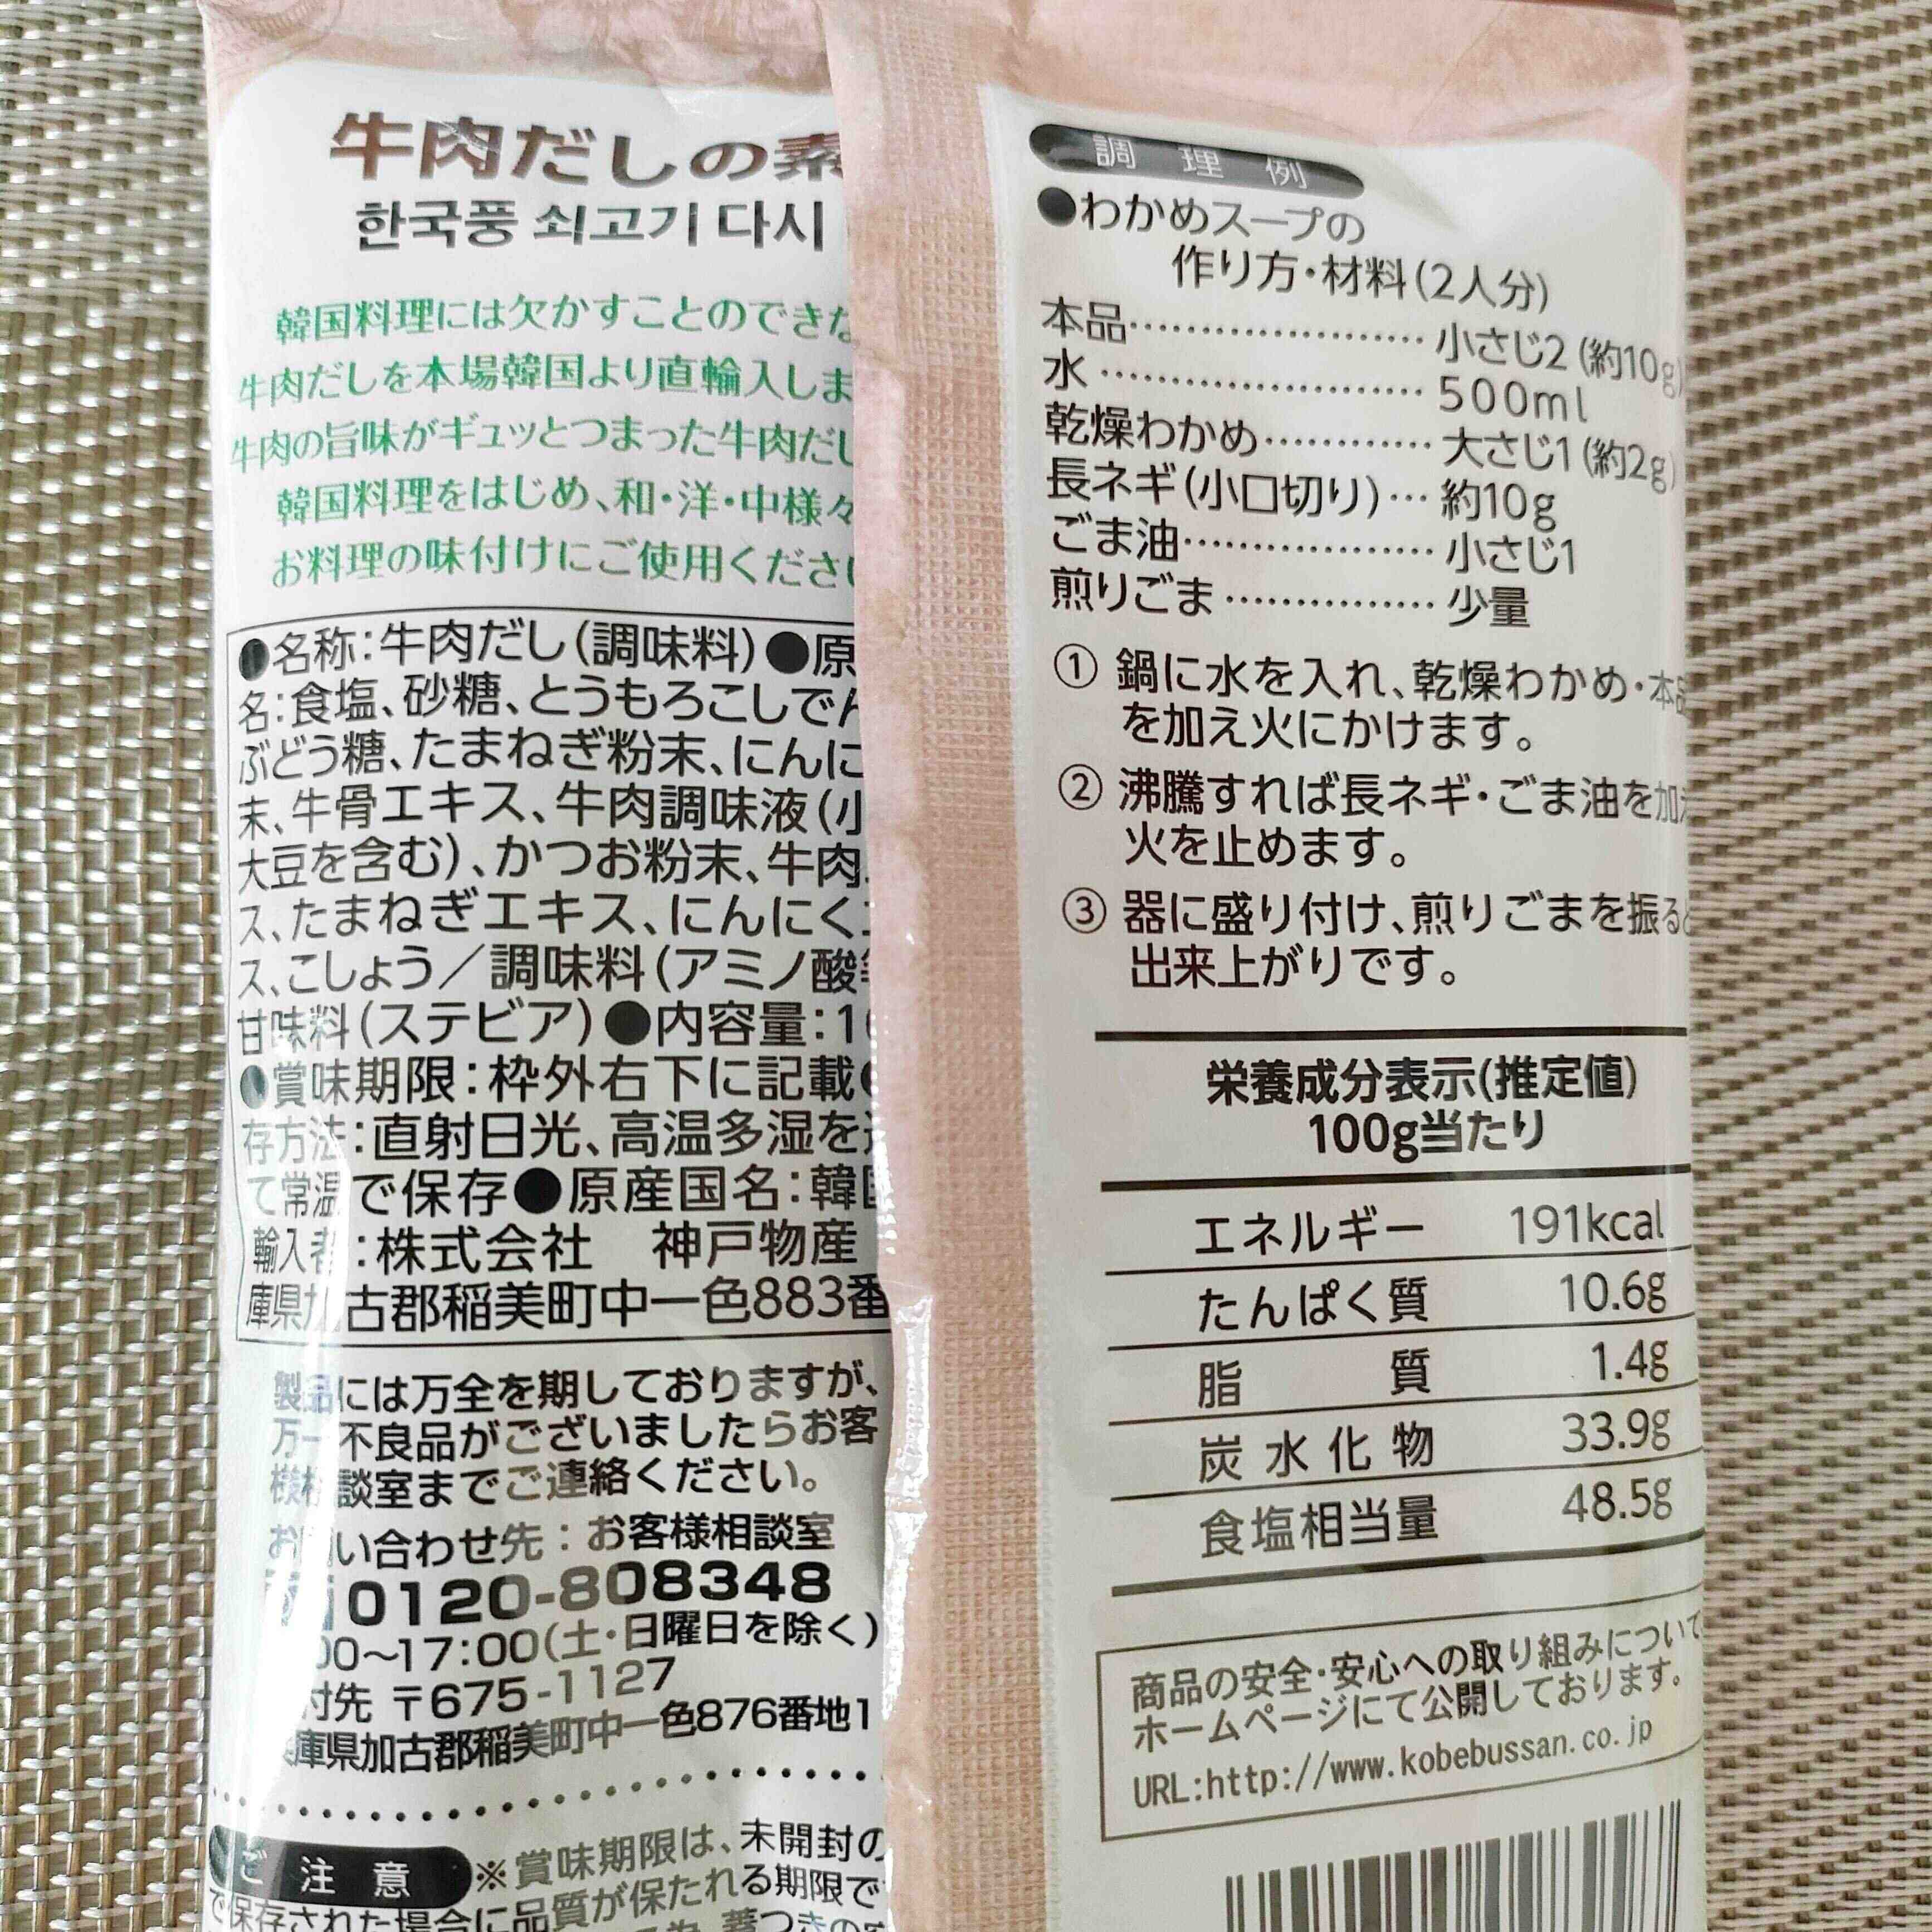 牛肉だしの素
한국풍 쇠고기 다시
韓国料理には欠かすことのできな
牛肉だしを本場韓国より直輸入しま
牛肉の旨味がギュッとつまった牛肉だし
韓国料理をはじめ、和・洋・中様々
お料理の味付けにご使用くださ
●名称:牛肉だし(調味料)●原
名:食塩、砂糖、とうもろこしでん
ぶどう糖、たまねぎ粉末、にんに
末、牛骨エキス、牛肉調味液(小
大豆を含む)、かつお粉末、牛肉
ス、たまねぎエキス、にんにく
ス、こしょう／調味料(アミノ酸
甘味料(ステビア)●内容量:1
●賞味期限:枠外右下に記載●
存方法:直射日光、高温多湿を
て常温で保存●原産国名:韓国
輸入者:株式会社 神戸物産
庫県加古郡稲美町中一色883番
製品には万全を期しておりますが、
万一不良品がございましたらお客
様相談室までご連絡ください。
お問い合わせ先:お客様相談室
0120-808348
00〜17:00(土・日曜日を除く)
付先 〒675-1127
庫県加古郡稲美町中一色876番地1
ご注意 ※賞味期限は、未開封の
で保存された場合に品質が保たれる期限で
調理例
●わかめスープの
作り方・材料(2人分)
本品…………………小さじ2(約10g)
水……………………500ml
乾燥わかめ…………大さじ1(約2g)
長ネギ(小口切り)…約10g
ごま油………………小さじ1
煎りごま……………少量
① 鍋に水を入れ、乾燥わかめ・本品
を加え火にかけます。
② 沸騰すれば長ネギ・ごま油を加え
火を止めます。
③ 器に盛り付け、煎りごまを振ると
出来上がりです。
栄養成分表示(推定値)
100g当たり
エネルギー 191kcal
たんぱく質 10.6g
脂質 1.4g
炭水化物 33.9g
食塩相当量 48.5g
商品の安全・安心への取り組みについて
ホームページにて公開しております。
URL:http://www.kobebussan.co.jp